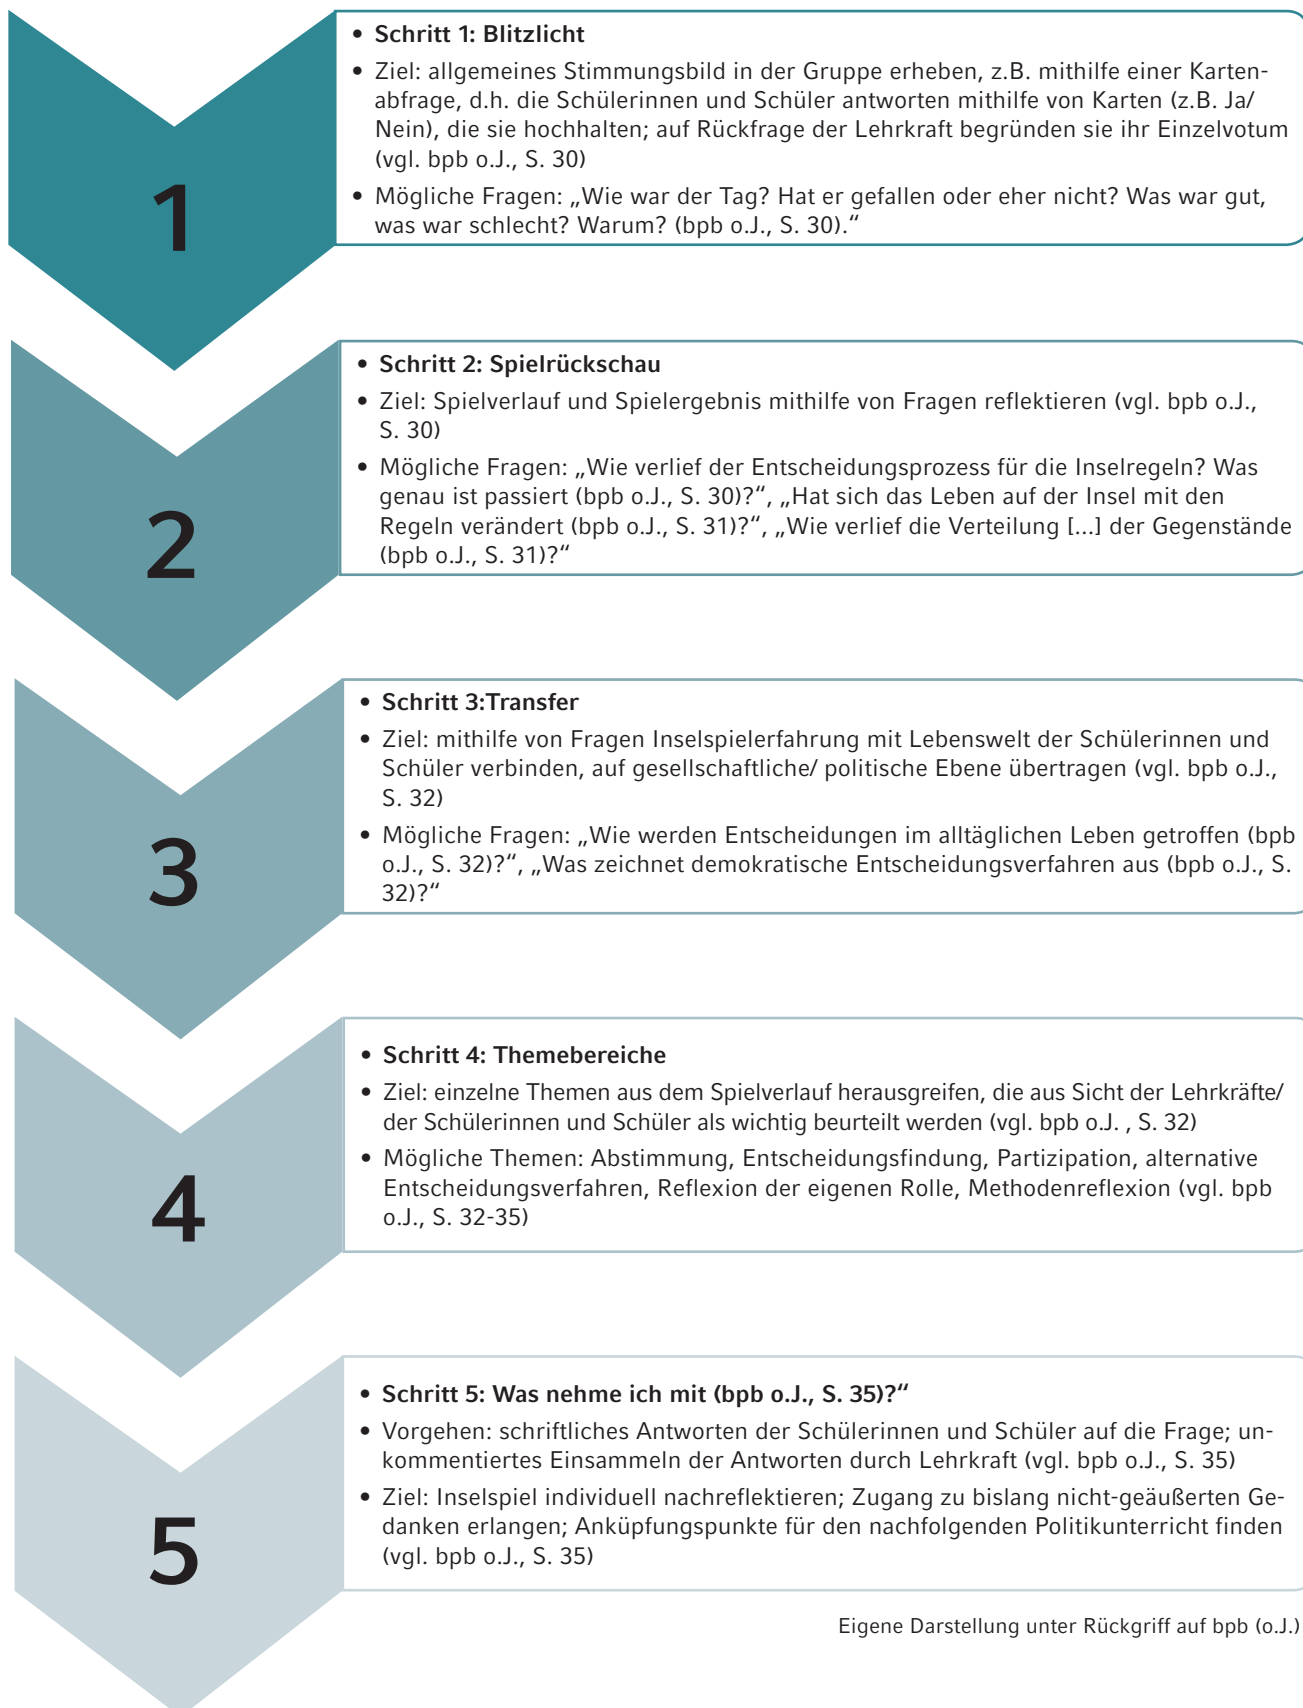 1
• Schritt 1: Blitzlicht
• Ziel: allgemeines Stimmungsbild in der Gruppe erheben, z.B. mithilfe einer Karten-
abfrage, d.h. die Schülerinnen und Schüler antworten mithilfe von Karten (z.B. Ja/
Nein), die sie hochhalten; auf Rückfrage der Lehrkraft begründen sie ihr Einzelvotum
(vgl. bpb o.J., S. 30)
• Mögliche Fragen: „Wie war der Tag? Hat er gefallen oder eher nicht? Was war gut,
was war schlecht? Warum? (bpb o.J., S. 30).“
2
• Schritt 2: Spielrückschau
• Ziel: Spielverlauf und Spielergebnis mithilfe von Fragen reflektieren (vgl. bpb o.J.,
S. 30)
• Mögliche Fragen: „Wie verlief der Entscheidungsprozess für die Inselregeln? Was
genau ist passiert (bpb o.J., S. 30)?“, „Hat sich das Leben auf der Insel mit den
Regeln verändert (bpb o.J., S. 31)?“, „Wie verlief die Verteilung [...] der Gegenstände
(bpb o.J., S. 31)?“
3
• Schritt 3:Transfer
• Ziel: mithilfe von Fragen Inselspielerfahrung mit Lebenswelt der Schülerinnen und
Schüler verbinden, auf gesellschaftliche/ politische Ebene übertragen (vgl. bpb o.J.,
S. 32)
• Mögliche Fragen: „Wie werden Entscheidungen im alltäglichen Leben getroffen (bpb
o.J., S. 32)?“, „Was zeichnet demokratische Entscheidungsverfahren aus (bpb o.J., S.
32)?“
4
• Schritt 4: Themebereiche
• Ziel: einzelne Themen aus dem Spielverlauf herausgreifen, die aus Sicht der Lehrkräfte/
der Schülerinnen und Schüler als wichtig beurteilt werden (vgl. bpb o.J. , S. 32)
• Mögliche Themen: Abstimmung, Entscheidungsfindung, Partizipation, alternative
Entscheidungsverfahren, Reflexion der eigenen Rolle, Methodenreflexion (vgl. bpb
o.J., S. 32-35)
5
• Schritt 5: Was nehme ich mit (bpb o.J., S. 35)?“
• Vorgehen: schriftliches Antworten der Schülerinnen und Schüler auf die Frage; un-
kommentiertes Einsammeln der Antworten durch Lehrkraft (vgl. bpb o.J., S. 35)
• Ziel: Inselspiel individuell nachreflektieren; Zugang zu bislang nicht-geäußerten Ge-
danken erlangen; Anküpfungspunkte für den nachfolgenden Politikunterricht finden
(vgl. bpb o.J., S. 35)
Eigene Darstellung unter Rückgriff auf bpb (o.J.)